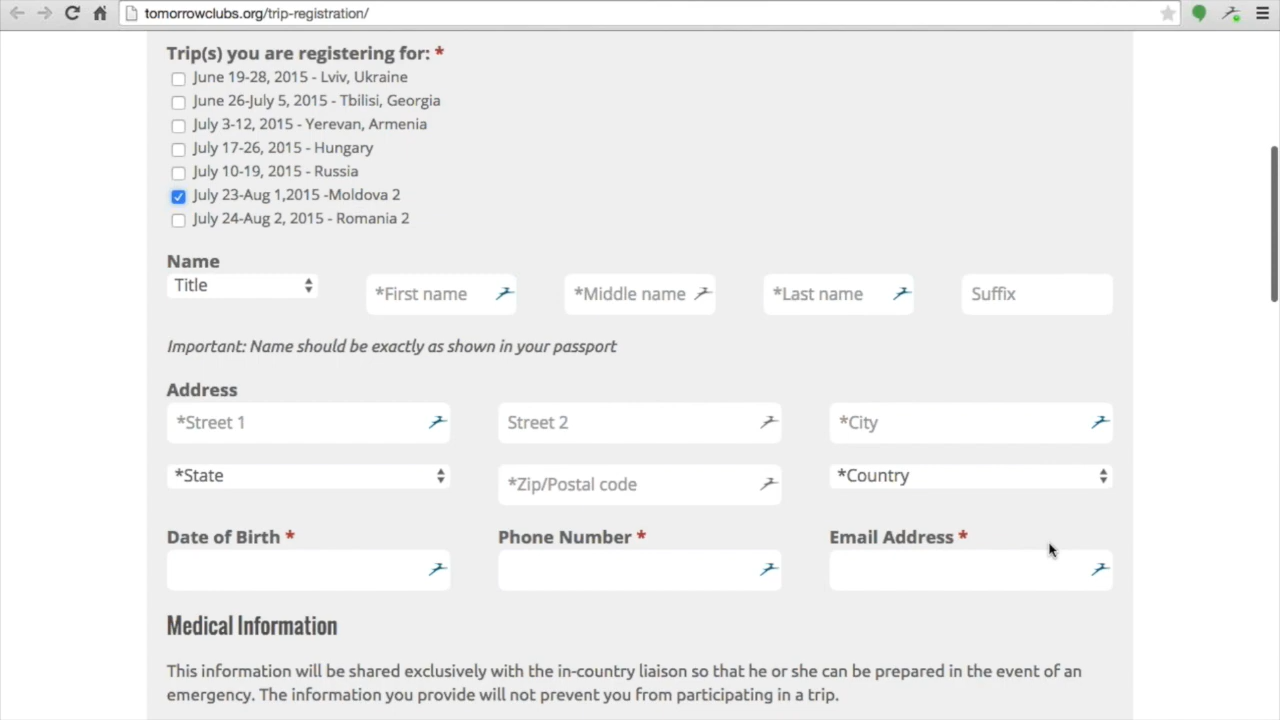 tomorrowclubs.org/trip-registration/
Trip(s) you are registering for: *
June 19-28, 2015 - Lviv, Ukraine
June 26-July 5, 2015 - Tbilisi, Georgia
July 3-12, 2015 - Yerevan, Armenia
July 17-26, 2015 - Hungary
July 10-19, 2015 - Russia
July 23-Aug 1,2015 -Moldova 2
July 24-Aug 2, 2015 - Romania 2
Name
Title *First name *Middle name *Last name Suffix
Important: Name should be exactly as shown in your passport
Address
*Street 1 Street 2 *City
*State *Zip/Postal code *Country
Date of Birth * Phone Number * Email Address *
Medical Information
This information will be shared exclusively with the in-country liaison so that he or she can be prepared in the event of an
emergency. The information you provide will not prevent you from participating in a trip.